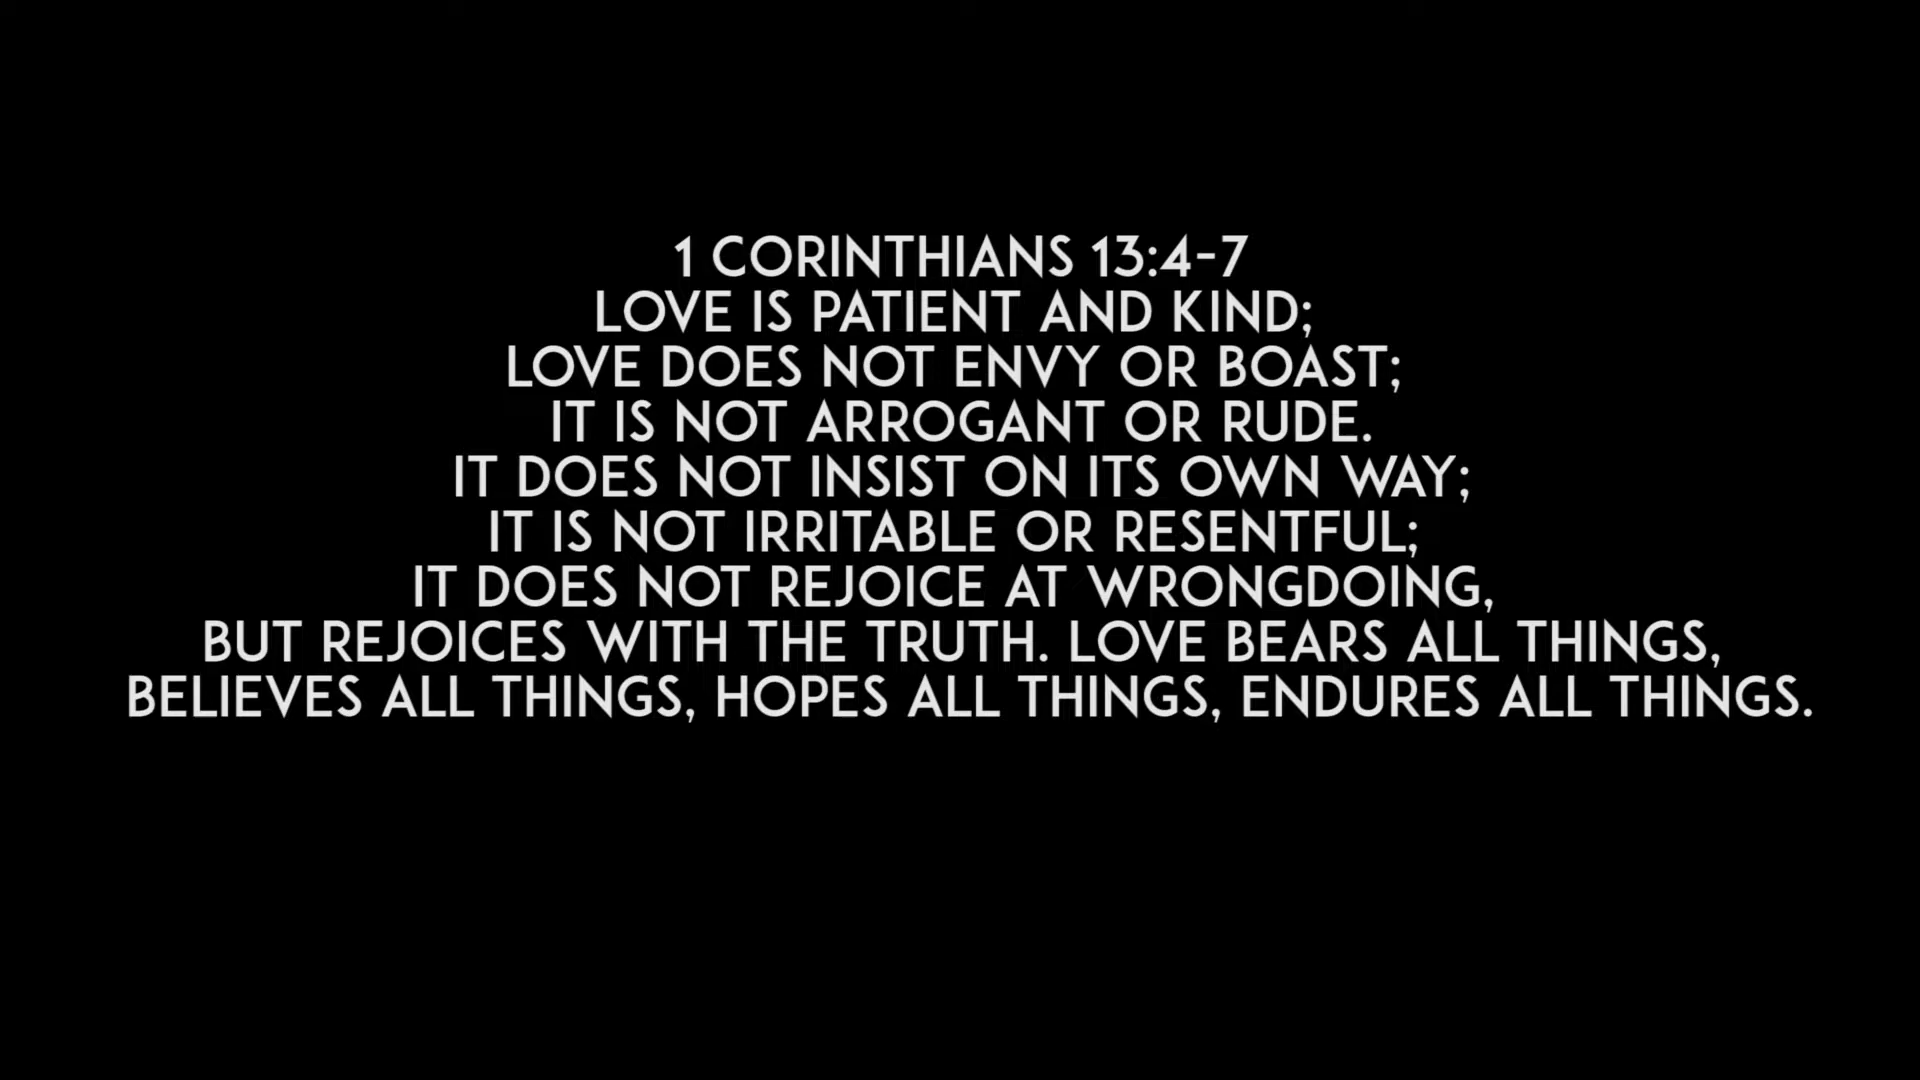 1 CORINTHIANS 13:4-7
LOVE IS PATIENT AND KIND;
LOVE DOES NOT ENVY OR BOAST;
IT IS NOT ARROGANT OR RUDE.
IT DOES NOT INSIST ON ITS OWN WAY;
IT IS NOT IRRITABLE OR RESENTFUL;
IT DOES NOT REJOICE AT WRONGDOING,
BUT REJOICES WITH THE TRUTH. LOVE BEARS ALL THINGS,
BELIEVES ALL THINGS, HOPES ALL THINGS, ENDURES ALL THINGS.